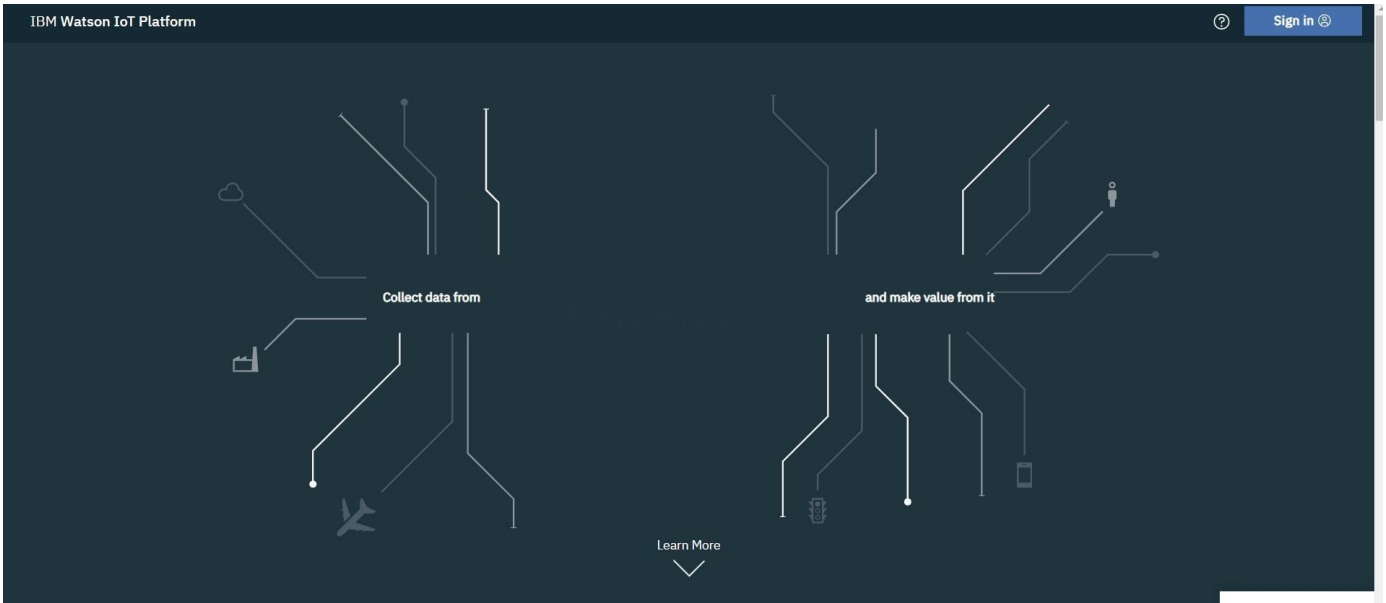 IBM Watson IoT Platform
Sign in
Collect data from
and make value from it
Learn More